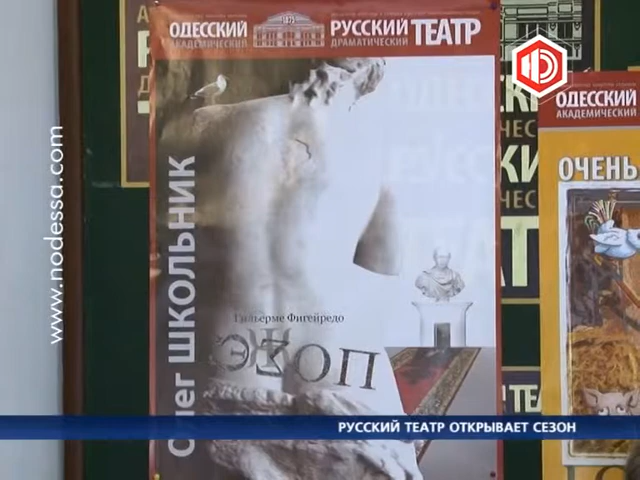 ОДЕССКИЙ
АКАДЕМИЧЕСКИЙ
1875
РУССКИЙ
ДРАМАТИЧЕСКИЙ
ТЕАТР
Олег ШКОЛЬНИК
Гильерме Фигейредо
ЭЗОП
ОДЕССКИЙ
АКАДЕМИЧЕСКИЙ
ОЧЕНЬ
www.nodessa.com
РУССКИЙ ТЕАТР ОТКРЫВАЕТ СЕЗОН